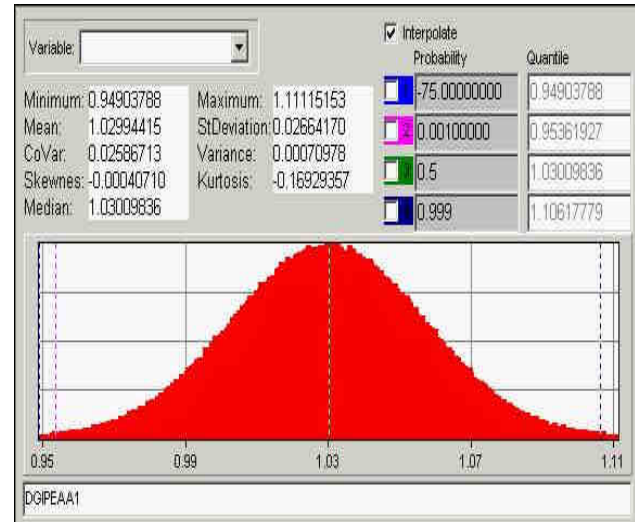 Variable:
Interpolate
Probability Quantile
Minimum: 0.94903788 Maximum: 1.11115153
Mean: 1.02994415 StDeviation: 0.02664170
CoVar: 0.02586713 Variance: 0.00070978
Skewnes: -0.00040710 Kurtosis: -0.16929357
Median: 1.03009836
-75.00000000 0.94903788
2 0.00100000 0.95361927
0.5 1.03009836
0.999 1.10617779
0.95 0.99 1.03 1.07 1.11
DGIPEAA1